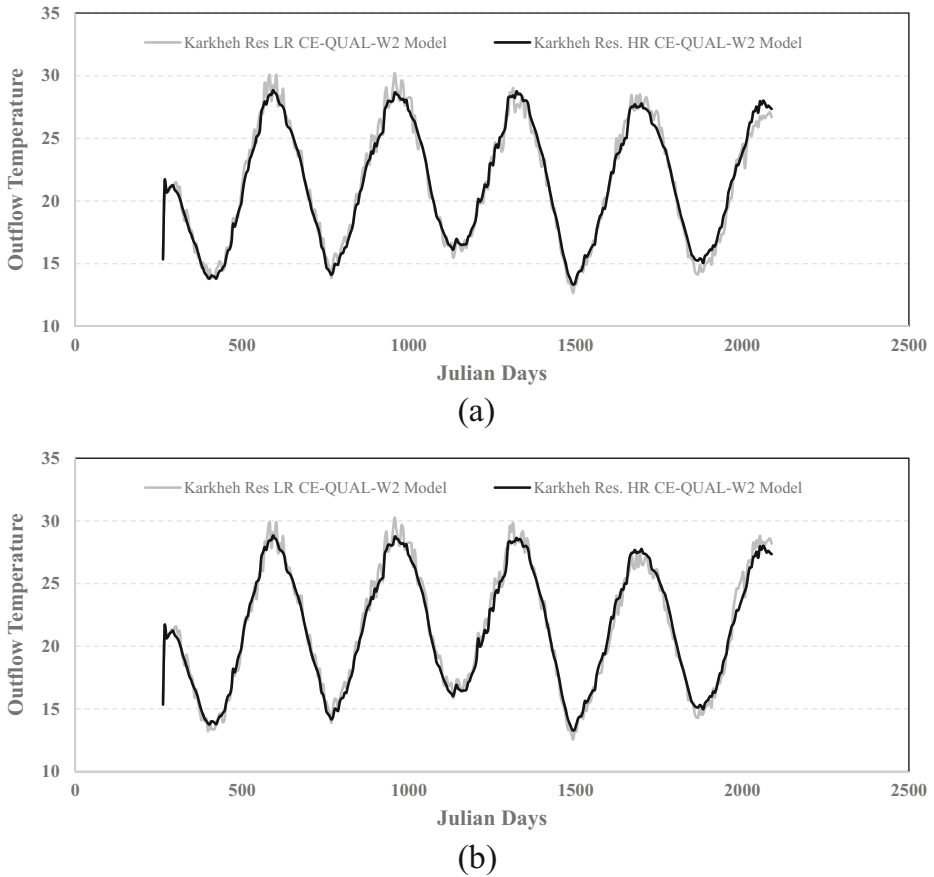 35
Karkheh Res LR CE-QUAL-W2 Model Karkheh Res. HR CE-QUAL-W2 Model
30
25
20
15
10
Outflow Temperature
0 500 1000 1500 2000 2500
Julian Days
(a)
35
Karkheh Res LR CE-QUAL-W2 Model Karkheh Res. HR CE-QUAL-W2 Model
30
25
20
15
10
Outflow Temperature
0 500 1000 1500 2000 2500
Julian Days
(b)